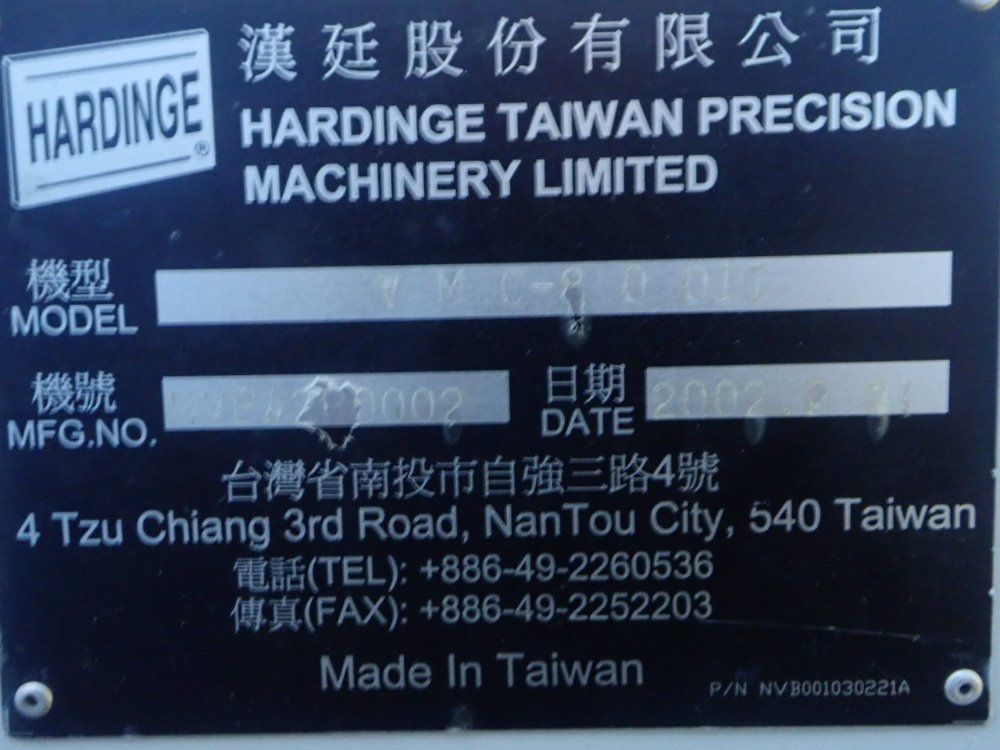 HARDINGE®
漢廷股份有限公司
HARDINGE TAIWAN PRECISION
MACHINERY LIMITED
機型
MODEL
機號
MFG.NO.
日期
DATE
台灣省南投市自強三路4號
4 Tzu Chiang 3rd Road, NanTou City, 540 Taiwan
電話(TEL): +886-49-2260536
傳真(FAX): +886-49-2252203
Made In Taiwan
P/N NVB001030221A